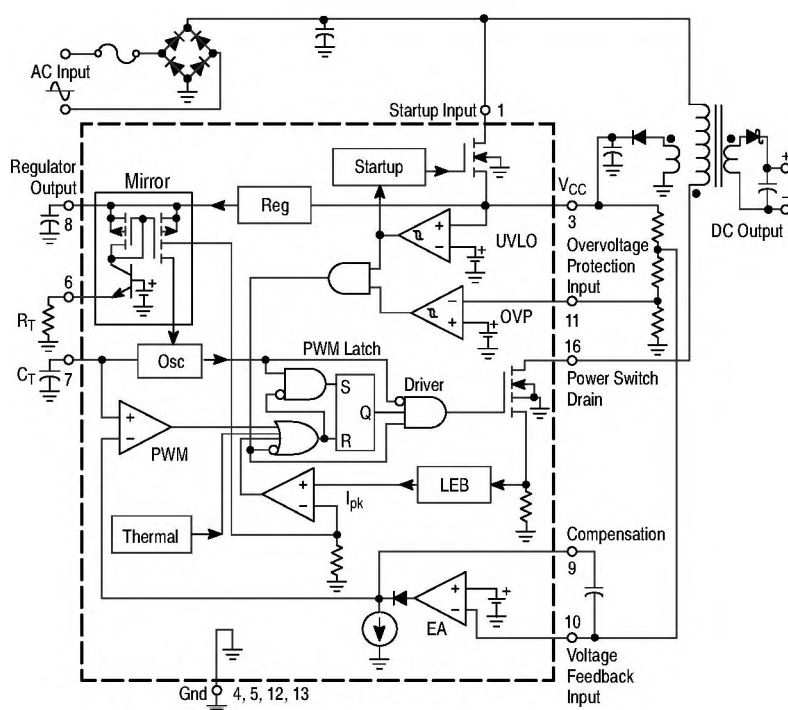 AC Input
Startup Input
1
Regulator
Output
8
Mirror
Startup
Reg
VCC
3
UVLO
DC Output
+
−
Overvoltage
Protection
Input
11
OVP
6
RT
CT
7
Osc
PWM Latch
S
Q
R
Driver
16
Power Switch
Drain
+
−
PWM
+
−
Ipk
LEB
Thermal
Compensation
9
+
−
EA
10
Voltage
Feedback
Input
Gnd
4, 5, 12, 13